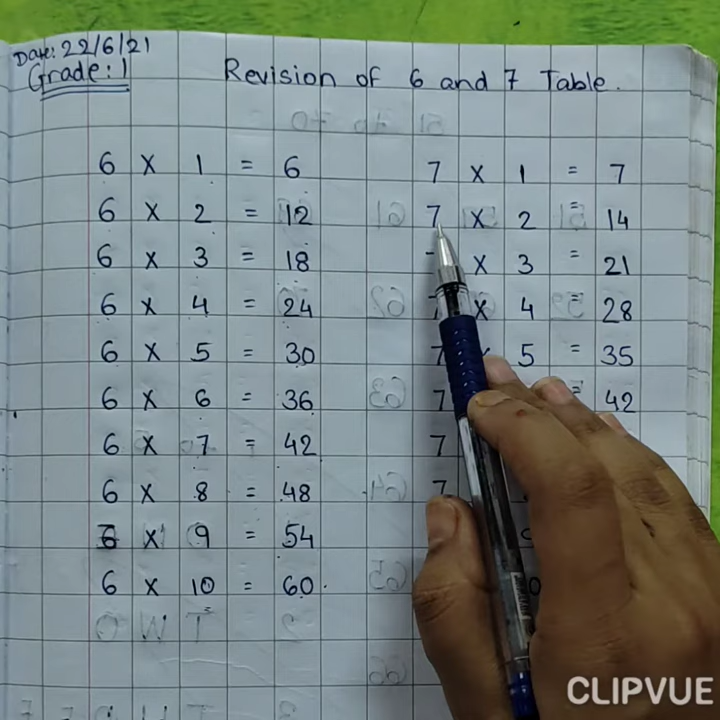 Date: 22/6/21
Grade: 1
Revision of 6 and 7 Table.
6 x 1 = 6 7 x 1 = 7
6 x 2 = 12 7 x 2 = 14
6 x 3 = 18 x 3 = 21
6 x 4 = 24 7 x 4 = 28
6 x 5 = 30 7 x 5 = 35
6 x 6 = 36 7 = 42
6 x 7 = 42 7
6 x 8 = 48 7
6 x 9 = 54
6 x 10 = 60.
CLIPVUE